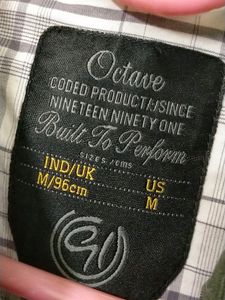 Octave
CODED PRODUCT//SINCE
NINETEEN NINETY ONE
Built To Perform
SIZES/cms
IND/UK US
M/96cm M
91